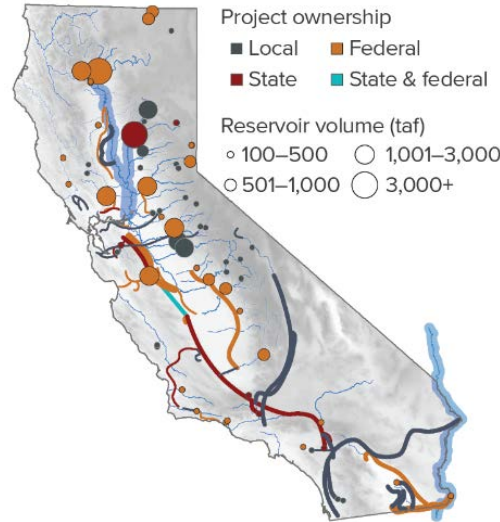 Project ownership
Local Federal
State State & federal
Reservoir volume (taf)
100–500 1,001–3,000
501–1,000 3,000+